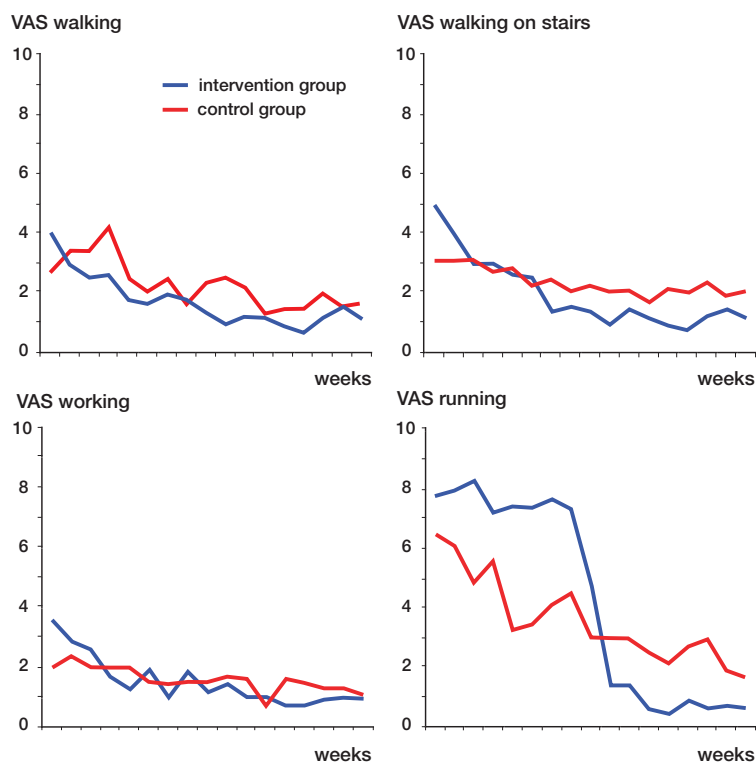 VAS walking
10
8
6
4
2
0
intervention group
control group
weeks
VAS walking on stairs
10
8
6
4
2
0
weeks
VAS working
10
8
6
4
2
0
weeks
VAS running
10
8
6
4
2
0
weeks